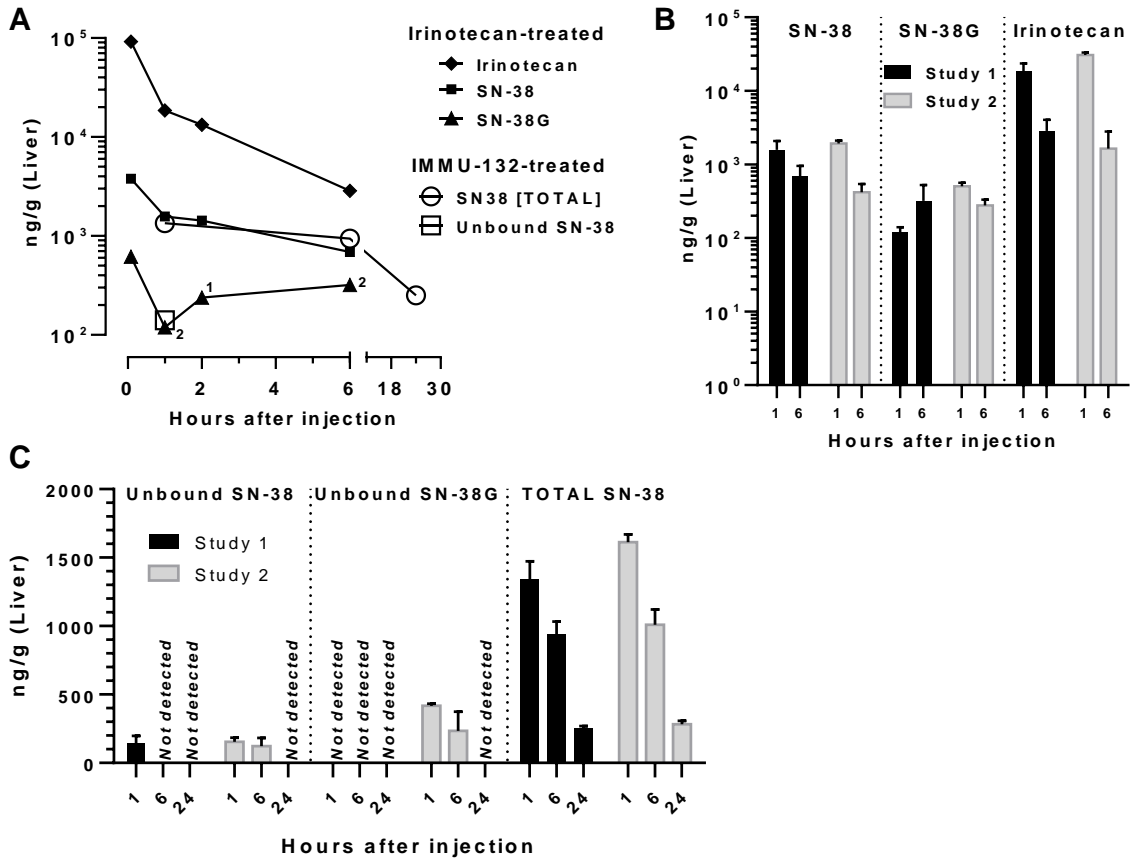 A
ng/g (Liver)
10^5
10^4
10^3
10^2
Irinotecan-treated
Irinotecan
SN-38
SN-38G
IMMU-132-treated
SN38 [TOTAL]
Unbound SN-38
2
1
2
0 2 4 6 18 30
Hours after injection
B
ng/g (Liver)
SN-38 SN-38G Irinotecan
Study 1
Study 2
10^5
10^4
10^3
10^2
10^1
10^0
1 6 1 6 1 6 1 6 1 6 1 6
Hours after injection
C
ng/g (Liver)
Unbound SN-38 Unbound SN-38G TOTAL SN-38
Study 1
Study 2
2000
1500
1000
500
0
Not detected
Not detected
Not detected
Not detected
Not detected
Not detected
Not detected
1 6 24 1 6 24 1 6 24 1 6 24 1 6 24 1 6 24
Hours after injection